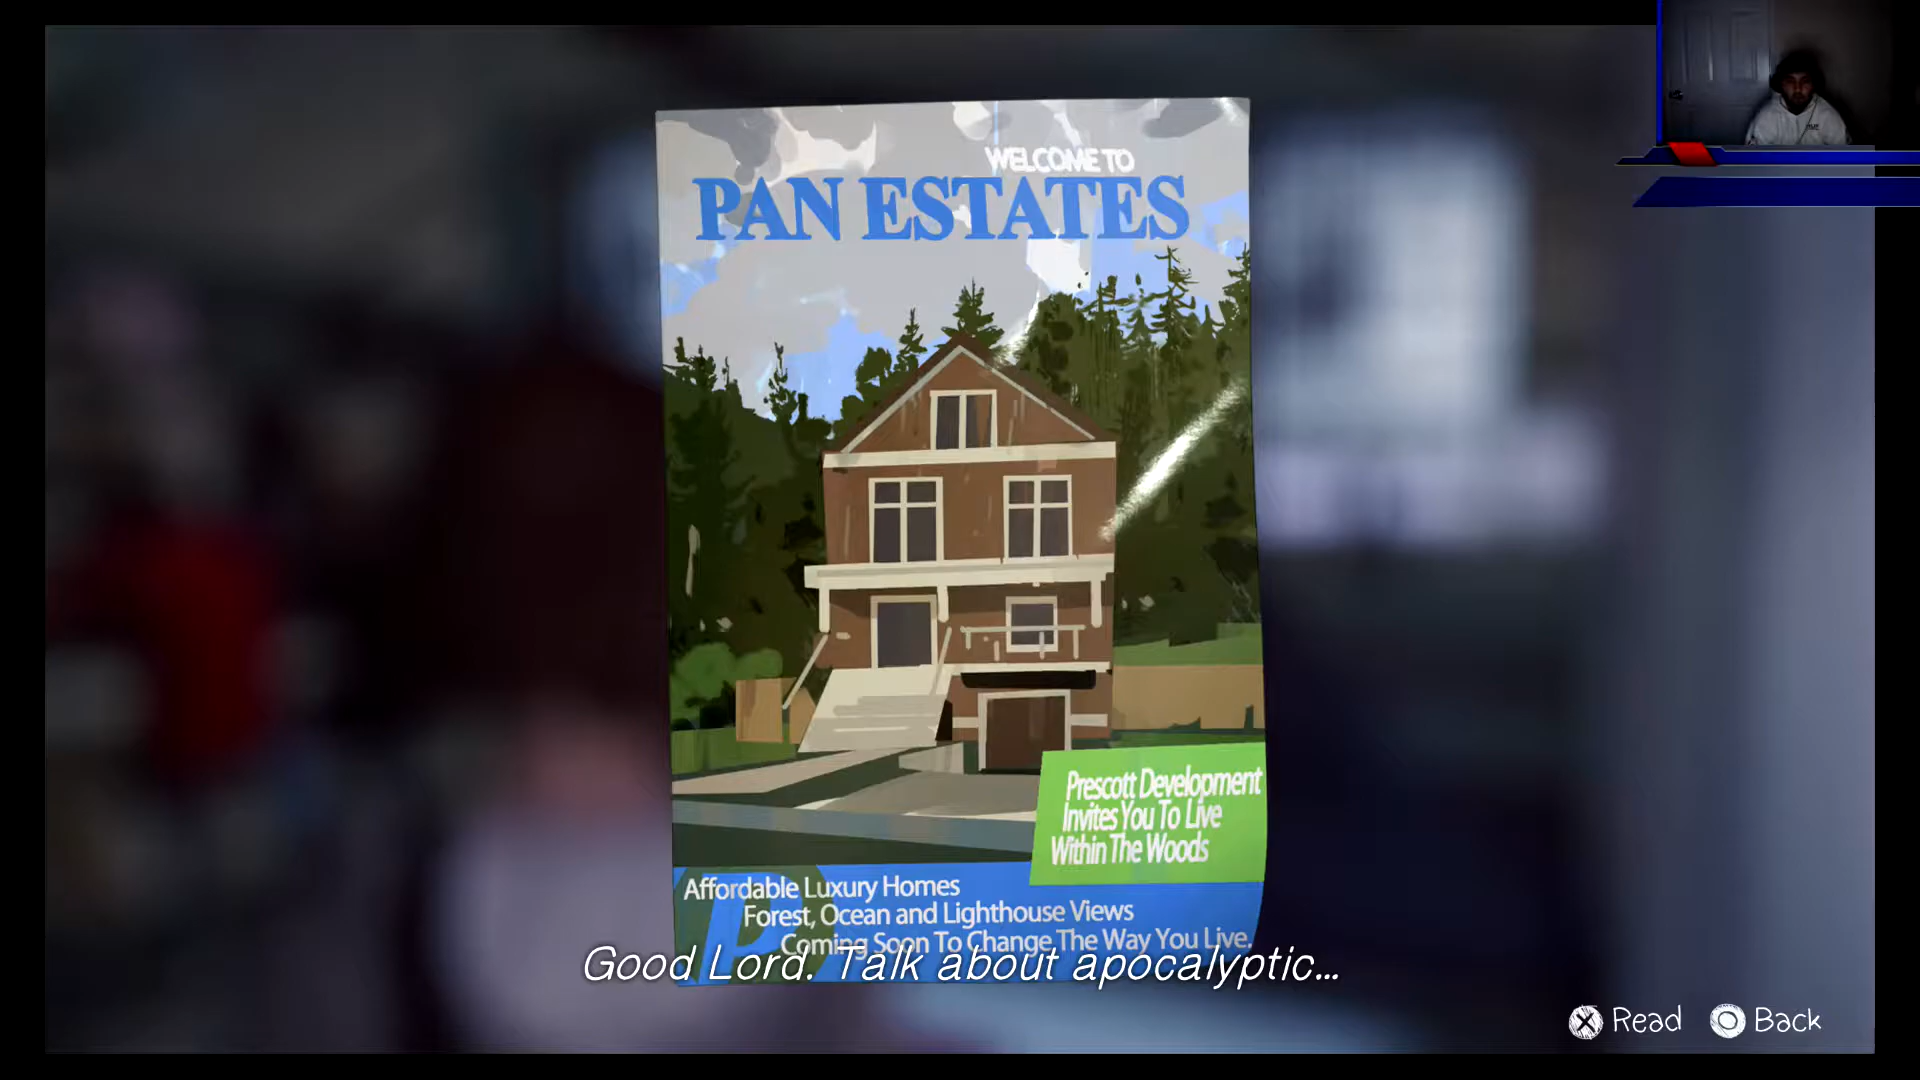 WELCOME TO
PAN ESTATES
Prescott Development
Invites You To Live
Within The Woods
Affordable Luxury Homes
Forest, Ocean and Lighthouse Views
Coming Soon To Change The Way You Live.
Good Lord. Talk about apocalyptic...
Read Back